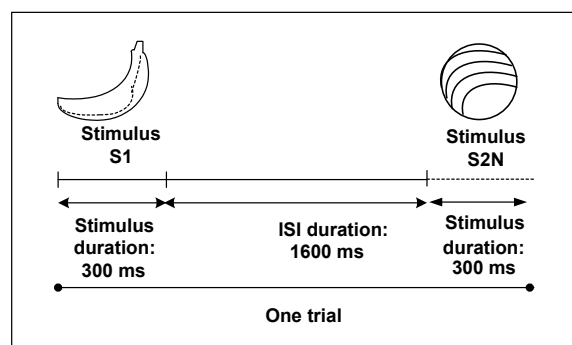 Stimulus
S1
Stimulus
S2N
Stimulus
duration:
300 ms
ISI duration:
1600 ms
Stimulus
duration:
300 ms
One trial